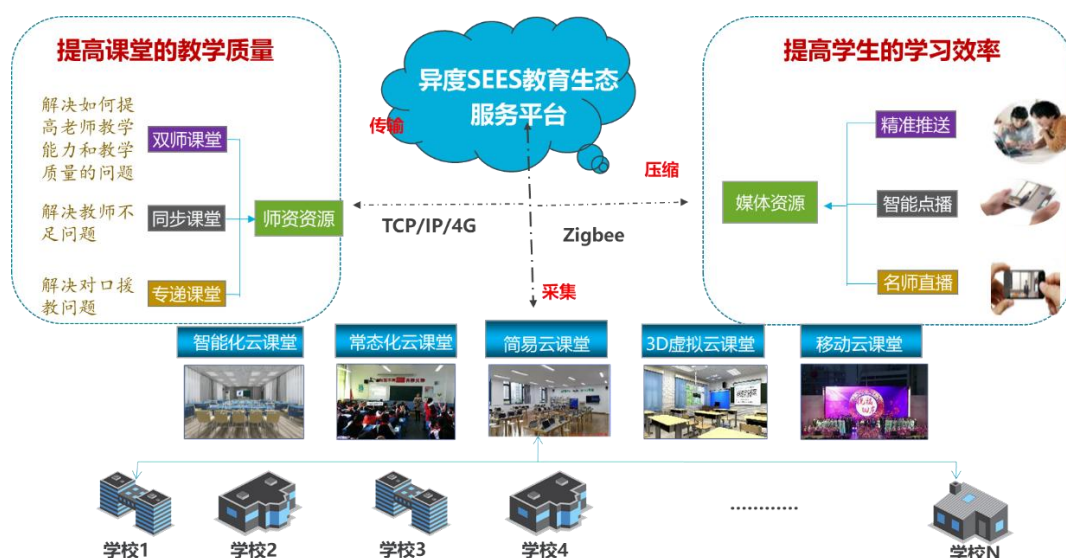 提高课堂的教学质量
解决如何提
高老师教学
能力和教学
质量的问题
双师课堂
解决教师不
足问题
同步课堂
师资资源
解决对口援
教问题
专递课堂
异度SEES教育生态
服务平台
传输
压缩
TCP/IP/4G
Zigbee
采集
提高学生的学习效率
精准推送
媒体资源
智能点播
名师直播
智能化云课堂
常态化云课堂
简易云课堂
3D虚拟云课堂
移动云课堂
学校1
学校2
学校3
学校4
............
学校N